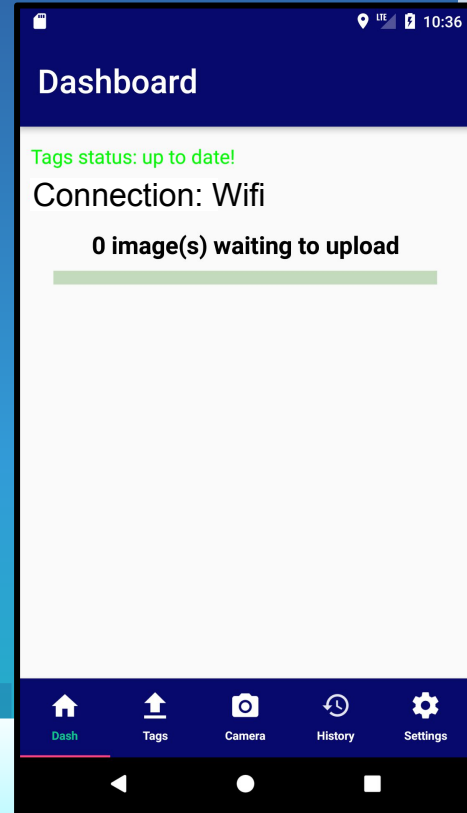 LTE 10:36
Dashboard
Tags status: up to date!
Connection: Wifi
0 image(s) waiting to upload
Dash Tags Camera History Settings